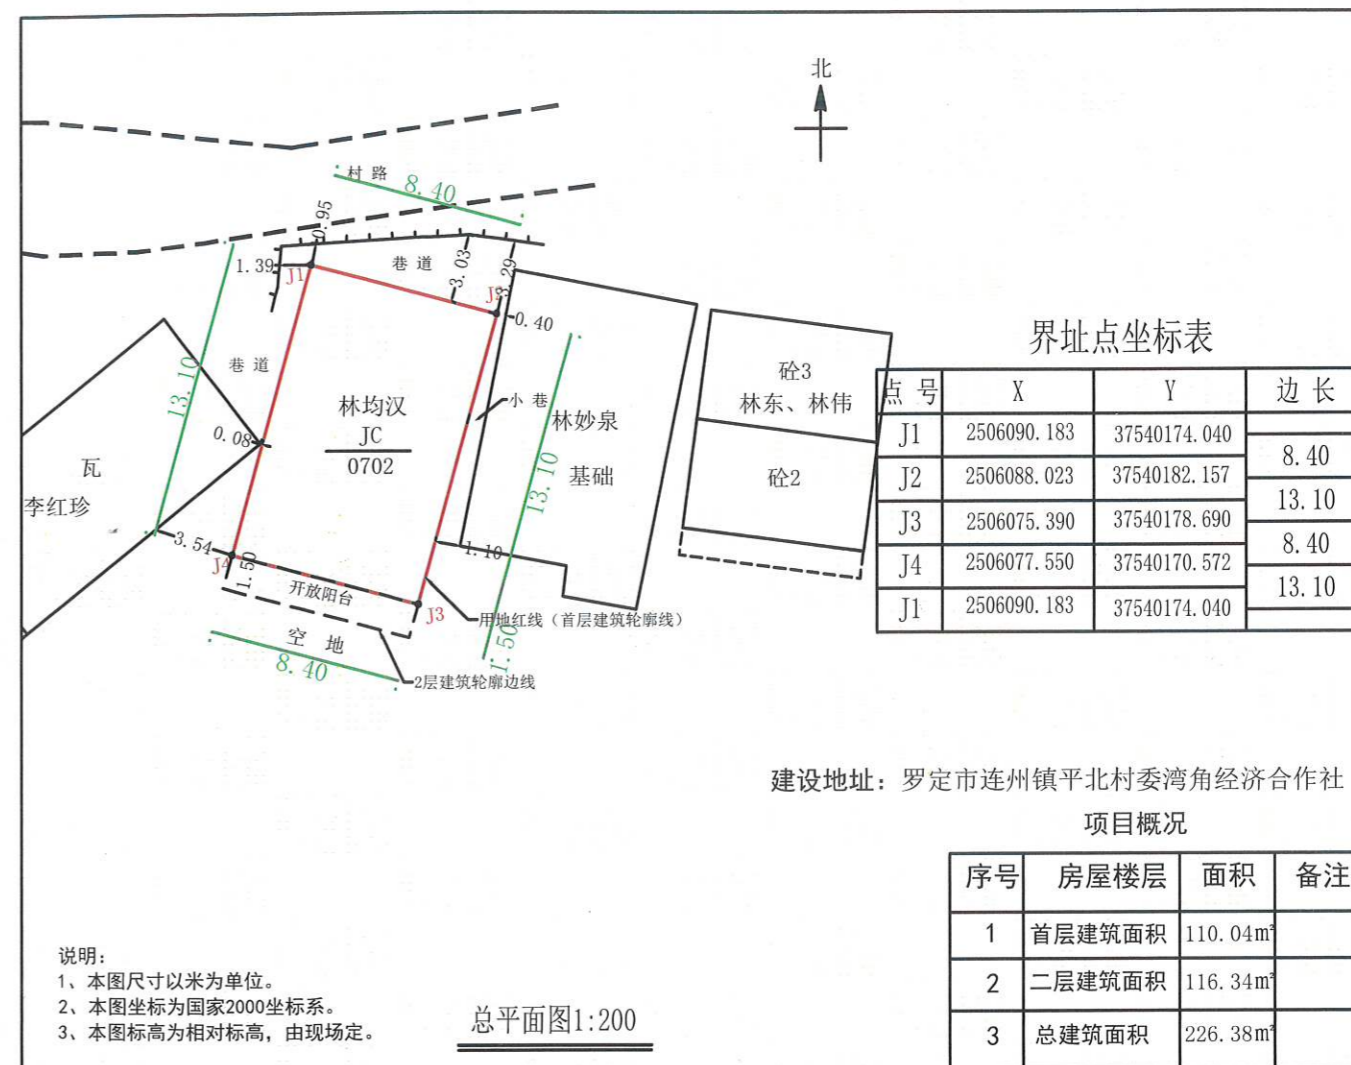 北
村 路
8.40
0.95
1.39
J1
巷 道
3.03
3.29
J2
0.40
巷 道
13.10
小 巷
林均汉
JC
0702
0.08
林妙泉
基础
13.10
瓦
李红珍
3.54
J4
1.50
开放阳台
1.10
J3
用地红线（首层建筑轮廓线）
空 地
8.40
1.50
2层建筑轮廓边线
砼3
林东、林伟
砼2
界址点坐标表
点 号 X Y 边 长
J1 2506090.183 37540174.040
8.40
J2 2506088.023 37540182.157
13.10
J3 2506075.390 37540178.690
8.40
J4 2506077.550 37540170.572
13.10
J1 2506090.183 37540174.040
建设地址：罗定市连州镇平北村委湾角经济合作社
项目概况
序号 房屋楼层 面积 备注
1 首层建筑面积 110.04m²
2 二层建筑面积 116.34m²
3 总建筑面积 226.38m²
说明：
1、本图尺寸以米为单位。
2、本图坐标为国家2000坐标系。
3、本图标高为相对标高，由现场定。
总平面图1:200